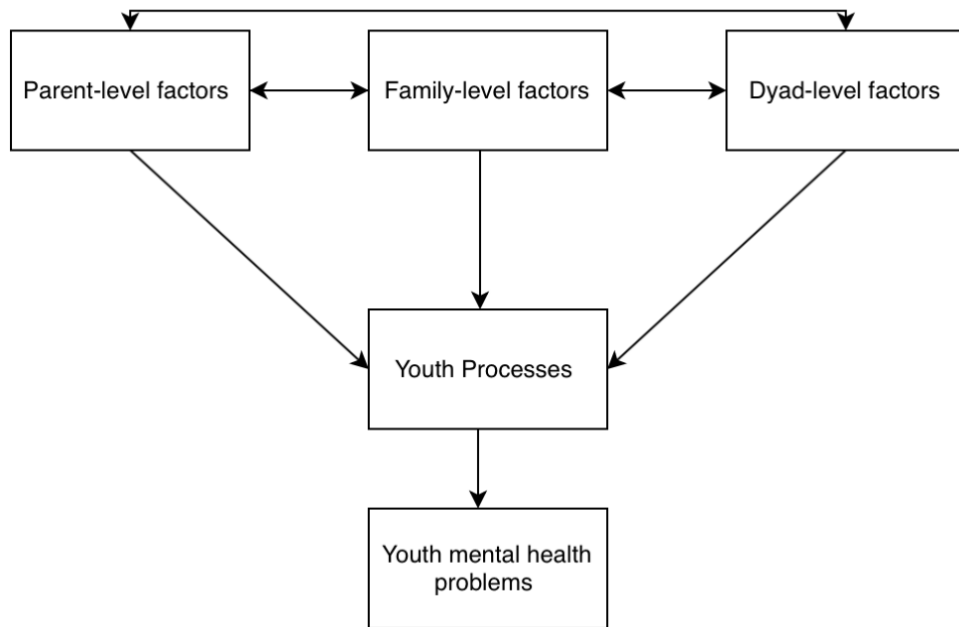 Parent-level factors
Family-level factors
Dyad-level factors
Youth Processes
Youth mental health
problems